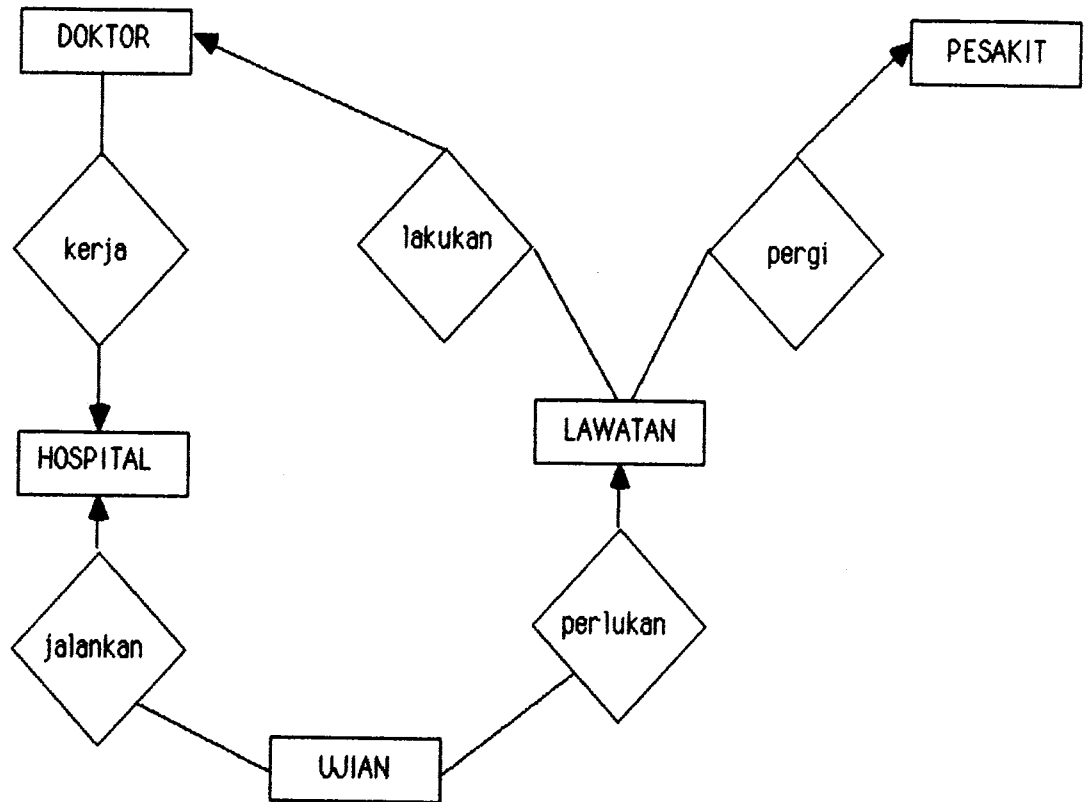 DOKTOR
PESAKIT
kerja
lakukan
pergi
HOSPITAL
LAWATAN
jalankan
perlukan
UJIAN